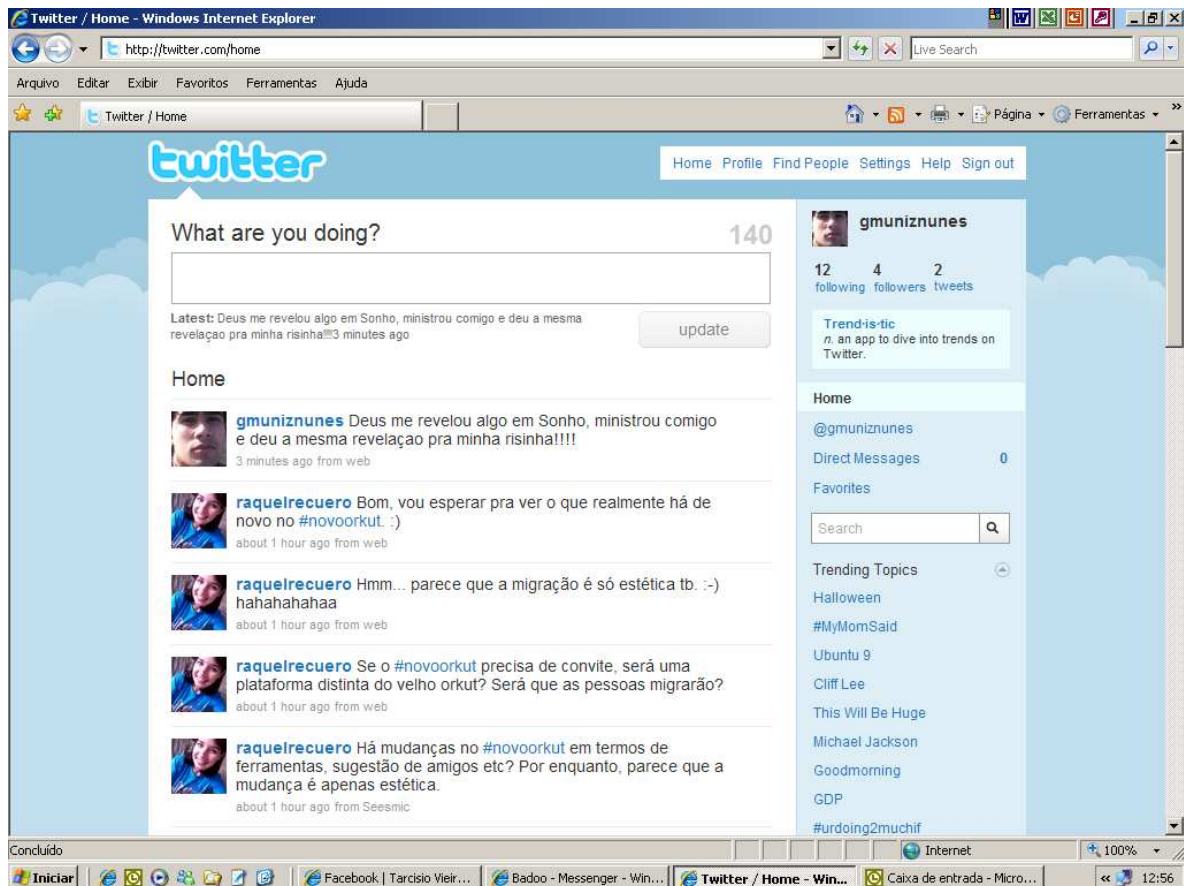 Twitter / Home - Windows Internet Explorer
http://twitter.com/home
Live Search
Arquivo Editar Exibir Favoritos Ferramentas Ajuda
Twitter / Home
Página Ferramentas
twitter
Home Profile Find People Settings Help Sign out
What are you doing? 140
Latest: Deus me revelou algo em Sonho, ministrou comigo e deu a mesma
revelaçao pra minha risinha!!!!3 minutes ago
update
Home
gmuniznunes Deus me revelou algo em Sonho, ministrou comigo
e deu a mesma revelaçao pra minha risinha!!!!
3 minutes ago from web
raquelrecuero Bom, vou esperar pra ver o que realmente há de
novo no #novoorkut. :)
about 1 hour ago from web
raquelrecuero Hmm... parece que a migração é só estética tb. :-)
hahahahahaa
about 1 hour ago from web
raquelrecuero Se o #novoorkut precisa de convite, será uma
plataforma distinta do velho orkut? Será que as pessoas migrarão?
about 1 hour ago from web
raquelrecuero Há mudanças no #novoorkut em termos de
ferramentas, sugestão de amigos etc? Por enquanto, parece que a
mudança é apenas estética.
about 1 hour ago from Seesmic
gmuniznunes
12 4 2
following followers tweets
Trend·is·tic
n. an app to dive into trends on
Twitter.
Home
@gmuniznunes
Direct Messages 0
Favorites
Search
Trending Topics
Halloween
#MyMomSaid
Ubuntu 9
Cliff Lee
This Will Be Huge
Michael Jackson
Goodmorning
GDP
#urdoing2muchif
Concluído
Internet
100%
Iniciar
Facebook | Tarcisio Vieir...
Badoo - Messenger - Win...
Twitter / Home - Win...
Caixa de entrada - Micro...
12:56